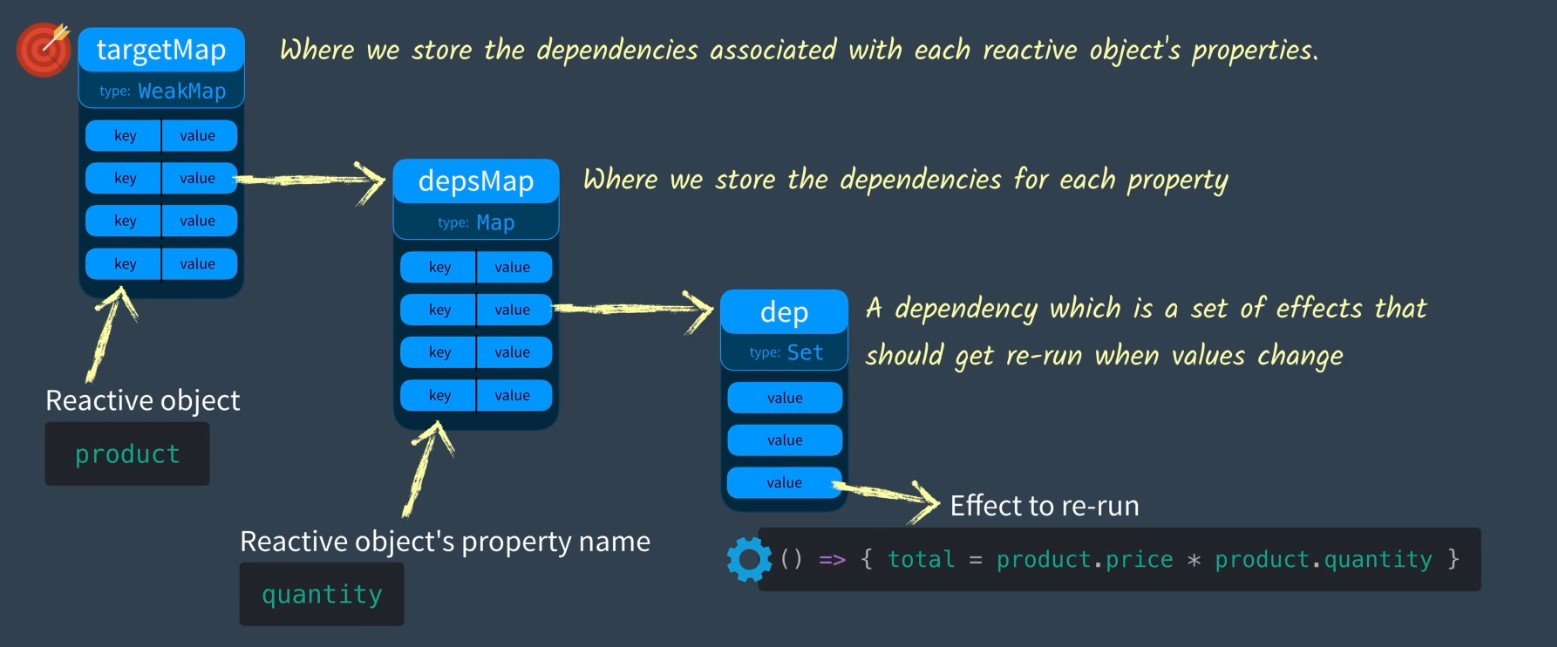 targetMap
Where we store the dependencies associated with each reactive object's properties.
type: WeakMap
key value
key value
key value
key value
depsMap
Where we store the dependencies for each property
type: Map
key value
key value
key value
key value
dep
A dependency which is a set of effects that
should get re-run when values change
type: Set
value
value
value
Reactive object
product
Reactive object's property name
quantity
Effect to re-run
() => { total = product.price * product.quantity }